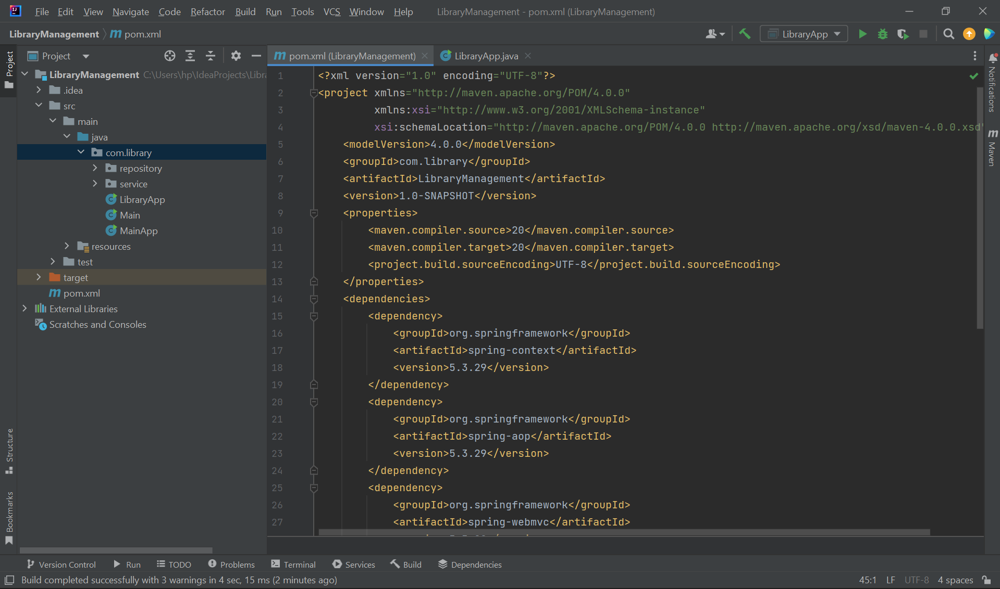 File Edit View Navigate Code Refactor Build Run Tools VCS Window Help LibraryManagement - pom.xml (LibraryManagement)
LibraryManagement m pom.xml
LibraryApp
Project
Project
pom.xml (LibraryManagement)
LibraryApp.java
LibraryManagement C:\Users\hp\IdeaProjects\Libr
.idea
src
main
java
com.library
repository
service
LibraryApp
Main
MainApp
resources
test
target
pom.xml
External Libraries
Scratches and Consoles
1 <?xml version="1.0" encoding="UTF-8"?>
2 <project xmlns="http://maven.apache.org/POM/4.0.0"
3 xmlns:xsi="http://www.w3.org/2001/XMLSchema-instance"
4 xsi:schemaLocation="http://maven.apache.org/POM/4.0.0 http://maven.apache.org/xsd/maven-4.0.0.xsd"
5 <modelVersion>4.0.0</modelVersion>
6 <groupId>com.library</groupId>
7 <artifactId>LibraryManagement</artifactId>
8 <version>1.0-SNAPSHOT</version>
9 <properties>
10 <maven.compiler.source>20</maven.compiler.source>
11 <maven.compiler.target>20</maven.compiler.target>
12 <project.build.sourceEncoding>UTF-8</project.build.sourceEncoding>
13 </properties>
14 <dependencies>
15 <dependency>
16 <groupId>org.springframework</groupId>
17 <artifactId>spring-context</artifactId>
18 <version>5.3.29</version>
19 </dependency>
20 <dependency>
21 <groupId>org.springframework</groupId>
22 <artifactId>spring-aop</artifactId>
23 <version>5.3.29</version>
24 </dependency>
25 <dependency>
26 <groupId>org.springframework</groupId>
27 <artifactId>spring-webmvc</artifactId>
Notifications
Maven
Structure
Bookmarks
Version Control Run TODO Problems Terminal Services Build Dependencies
Build completed successfully with 3 warnings in 4 sec, 15 ms (2 minutes ago)
45:1 LF UTF-8 4 spaces